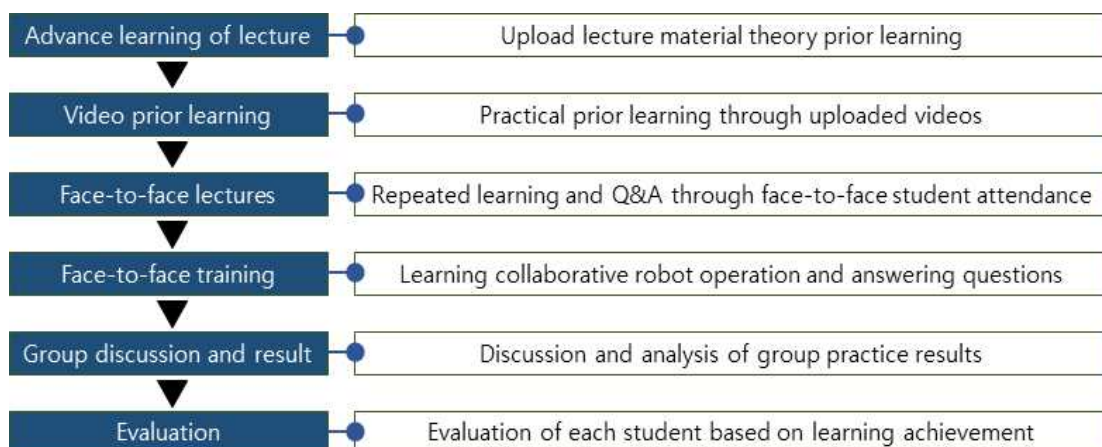 Advance learning of lecture
Upload lecture material theory prior learning
Video prior learning
Practical prior learning through uploaded videos
Face-to-face lectures
Repeated learning and Q&A through face-to-face student attendance
Face-to-face training
Learning collaborative robot operation and answering questions
Group discussion and result
Discussion and analysis of group practice results
Evaluation
Evaluation of each student based on learning achievement